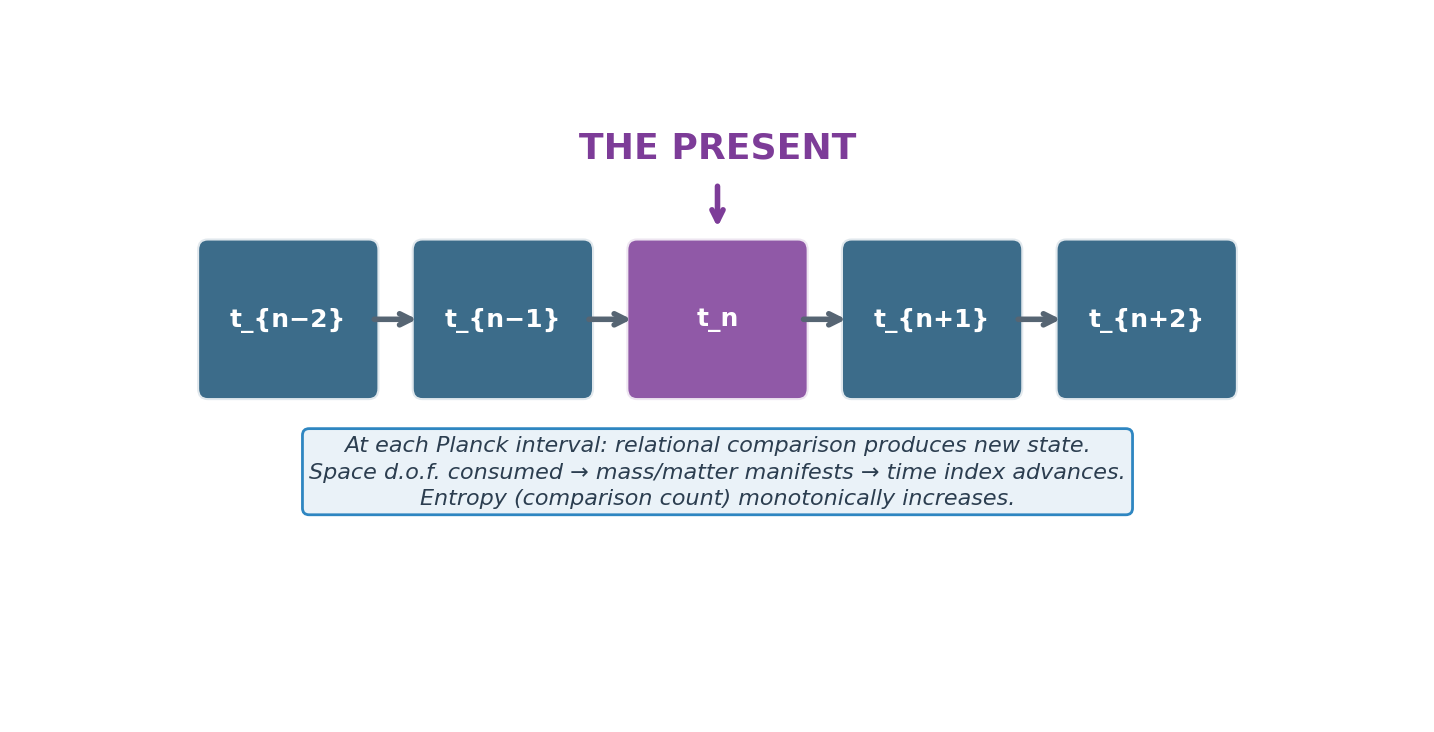 THE PRESENT
t_{n−2}
t_{n−1}
t_n
t_{n+1}
t_{n+2}
At each Planck interval: relational comparison produces new state.
Space d.o.f. consumed → mass/matter manifests → time index advances.
Entropy (comparison count) monotonically increases.